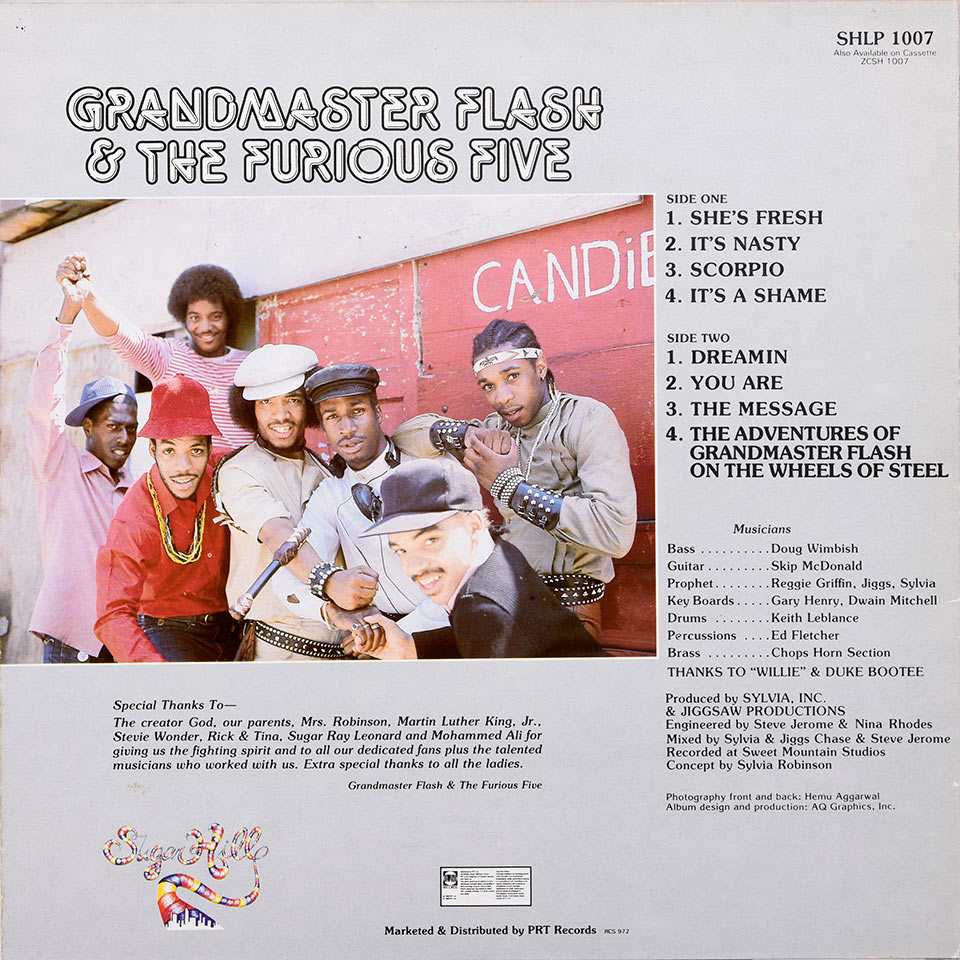 SHLP 1007
Also Available on Cassette
ZCSH 1007
GRANDMASTER FLASH
& THE FURIOUS FIVE
CANDIE
SIDE ONE
1. SHE'S FRESH
2. IT'S NASTY
3. SCORPIO
4. IT'S A SHAME
SIDE TWO
1. DREAMIN
2. YOU ARE
3. THE MESSAGE
4. THE ADVENTURES OF
GRANDMASTER FLASH
ON THE WHEELS OF STEEL
Musicians
Bass .......... Doug Wimbish
Guitar ......... Skip McDonald
Prophet........ Reggie Griffin, Jiggs, Sylvia
Key Boards ..... Gary Henry, Dwain Mitchell
Drums ........ Keith Leblance
Percussions .... Ed Fletcher
Brass ......... Chops Horn Section
THANKS TO "WILLIE" & DUKE BOOTEE
Produced by SYLVIA, INC.
& JIGGSAW PRODUCTIONS
Engineered by Steve Jerome & Nina Rhodes
Mixed by Sylvia & Jiggs Chase & Steve Jerome
Recorded at Sweet Mountain Studios
Concept by Sylvia Robinson
Photography front and back: Hemu Aggarwal
Album design and production: AQ Graphics, Inc.
Special Thanks To—
The creator God, our parents, Mrs. Robinson, Martin Luther King, Jr.,
Stevie Wonder, Rick & Tina, Sugar Ray Leonard and Mohammed Ali for
giving us the fighting spirit and to all our dedicated fans plus the talented
musicians who worked with us. Extra special thanks to all the ladies.
Grandmaster Flash & The Furious Five
Sugar Hill
Marketed & Distributed by PRT Records RCS 972